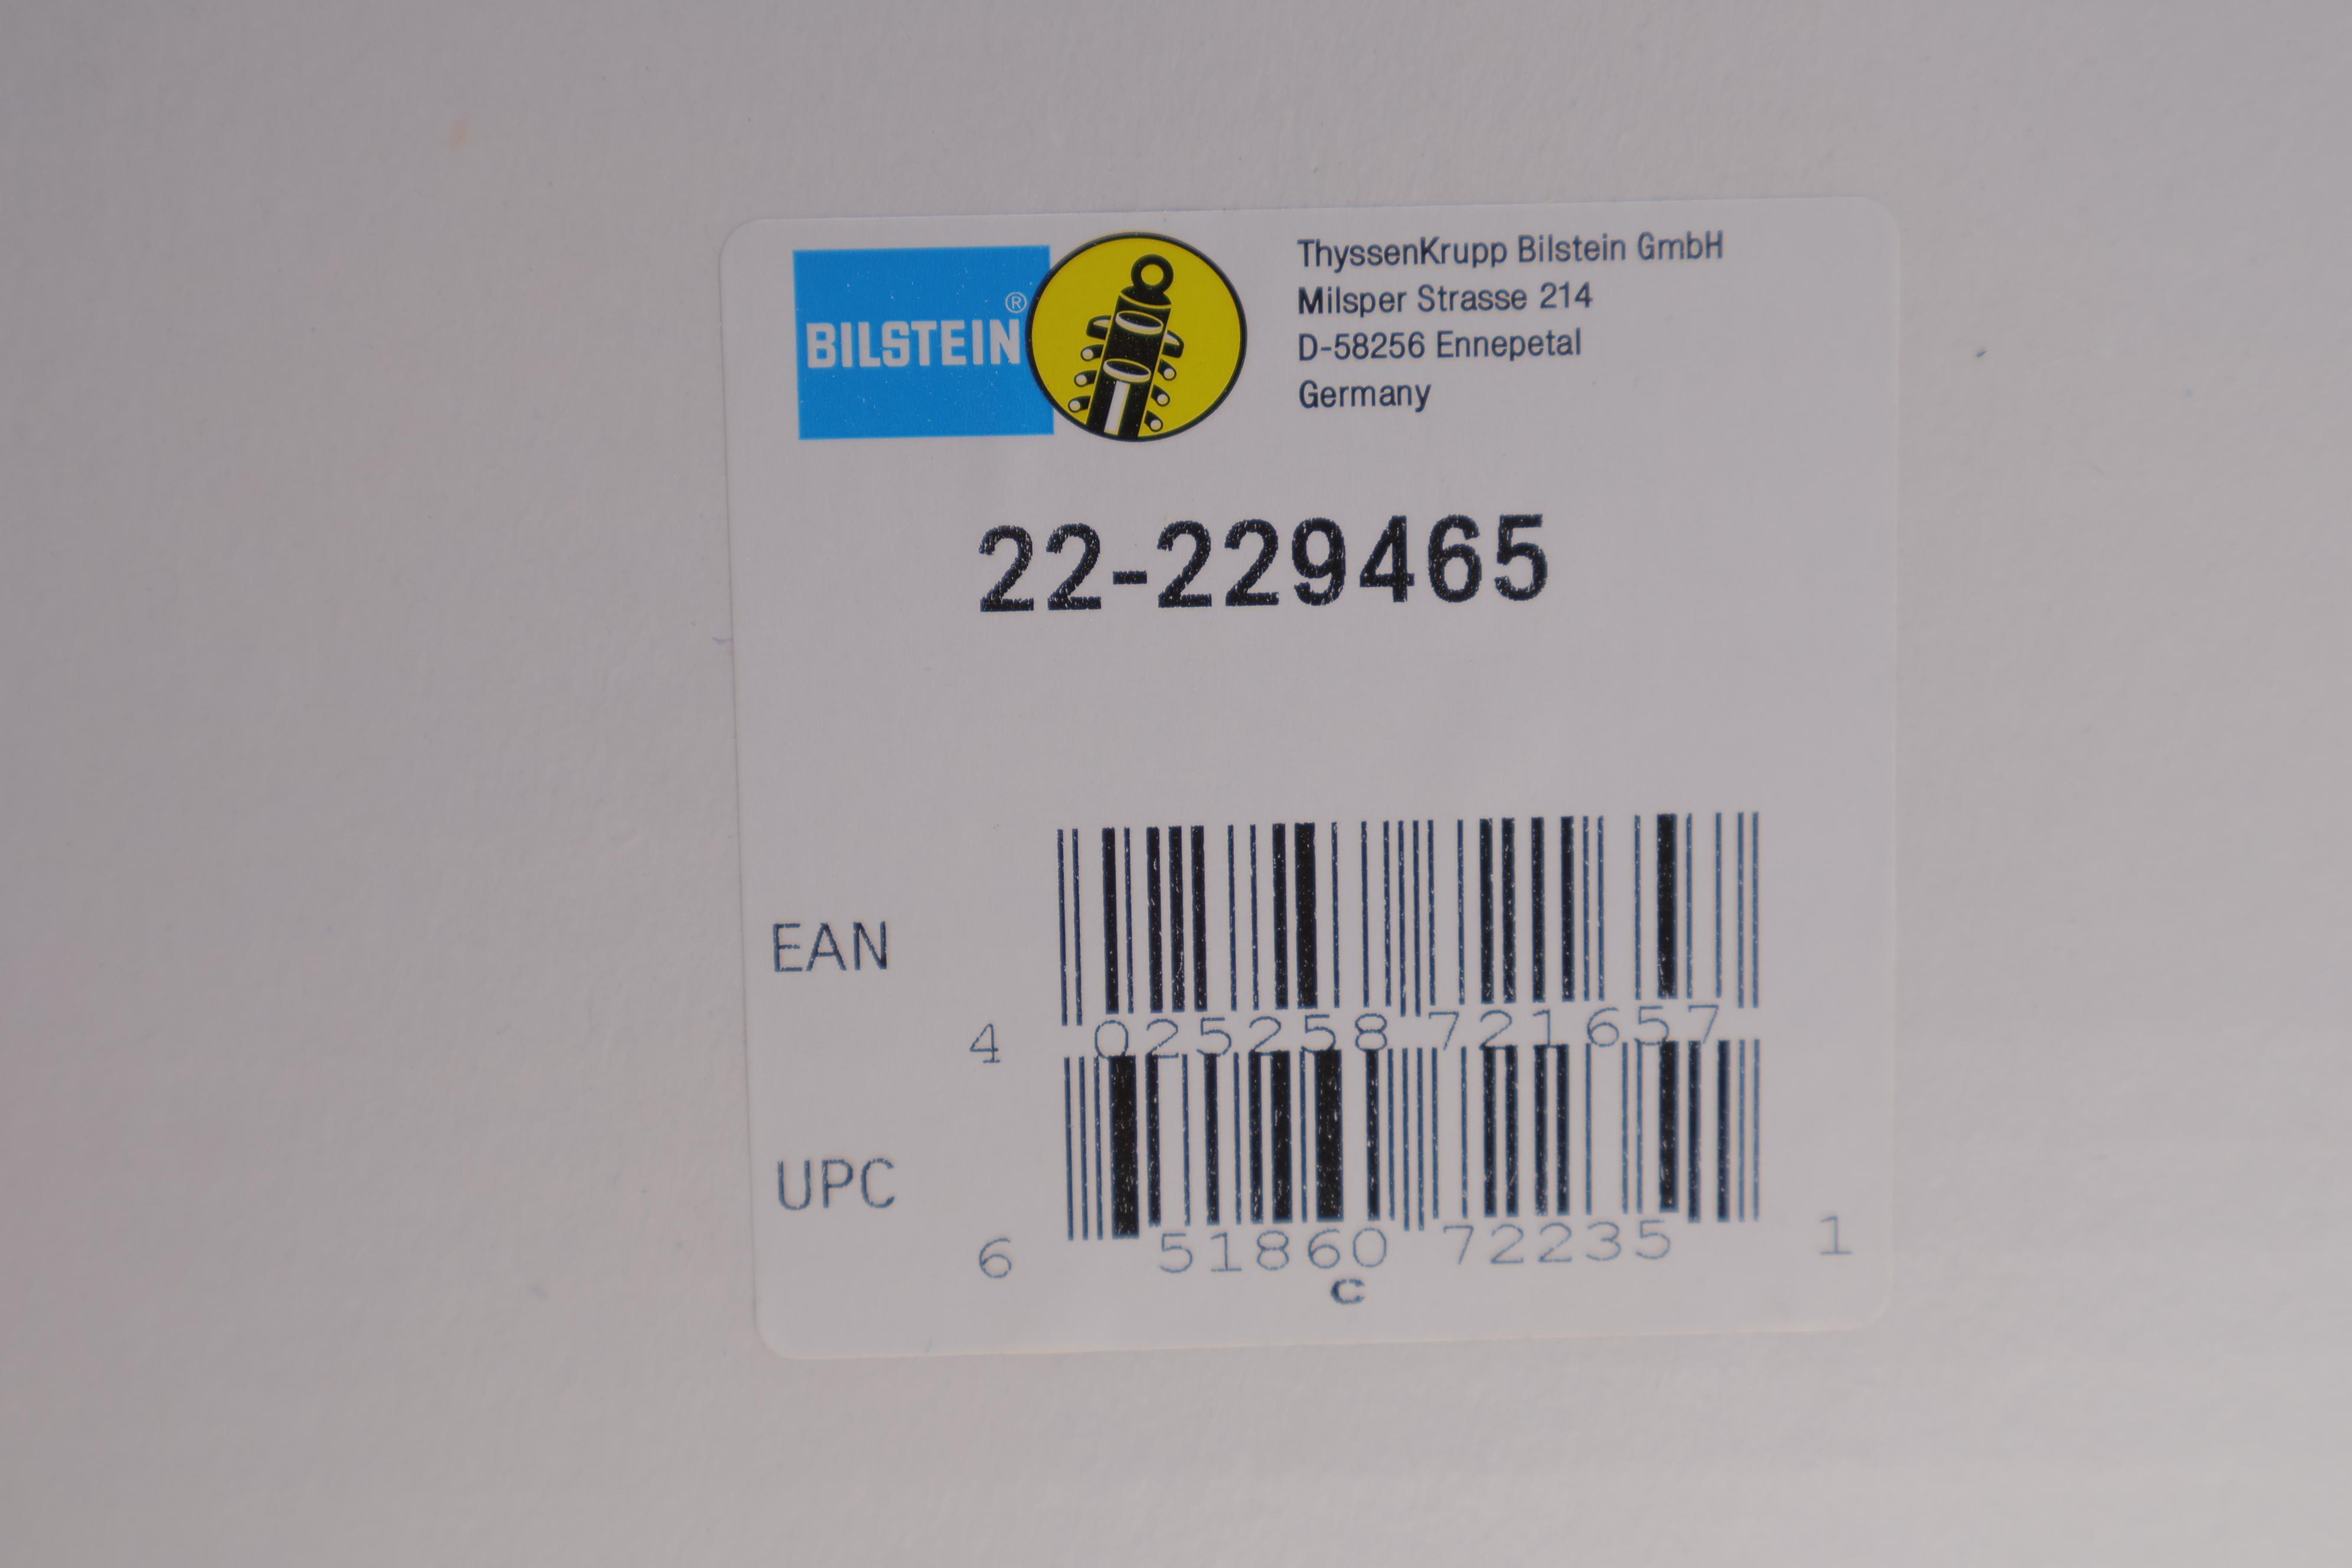 BILSTEIN®
ThyssenKrupp Bilstein GmbH
Milsper Strasse 214
D-58256 Ennepetal
Germany
22-229465
EAN
4 025258 721657
UPC
6 51860 72235 1
C